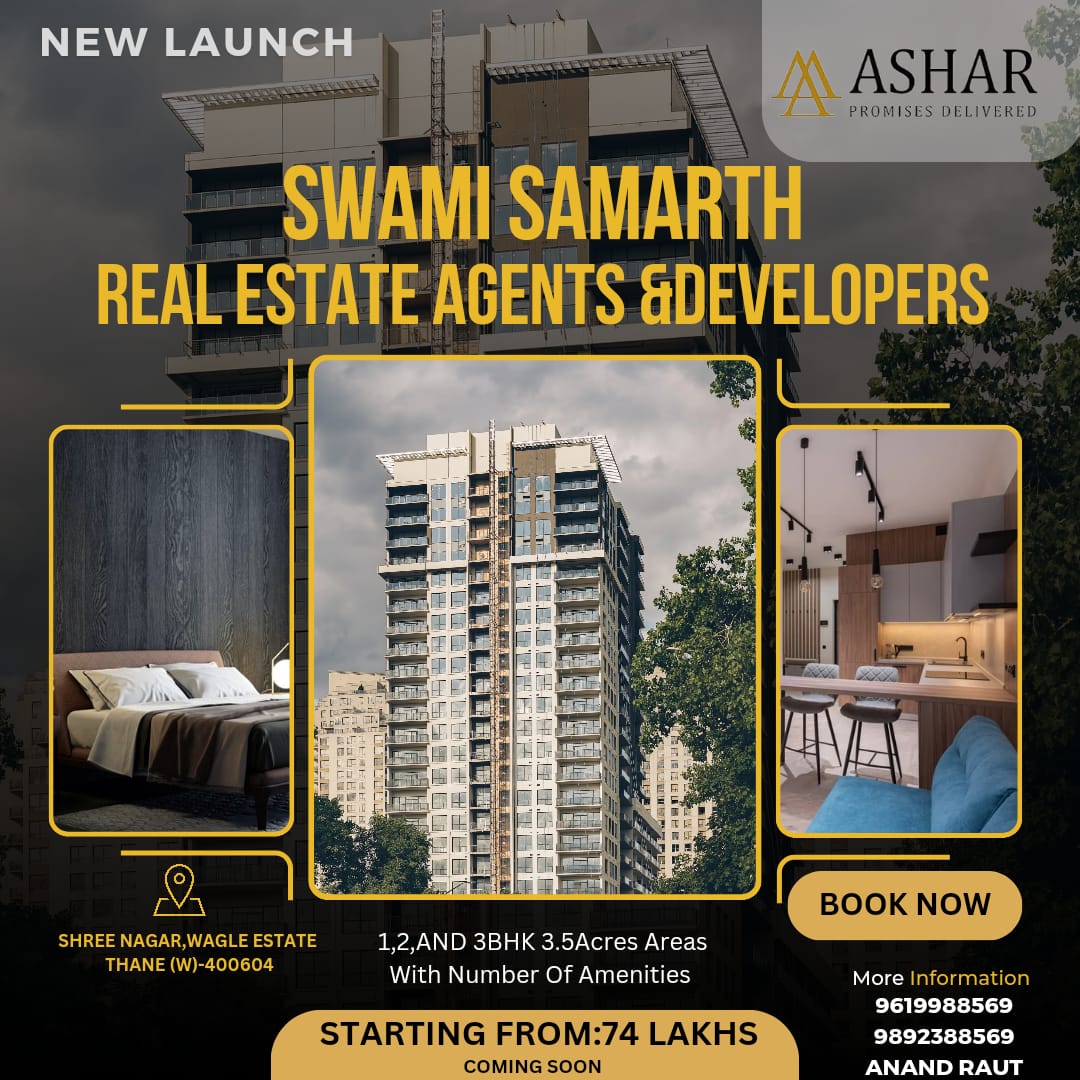 NEW LAUNCH
ASHAR
PROMISES DELIVERED
SWAMI SAMARTH
REAL ESTATE AGENTS &DEVELOPERS
SHREE NAGAR,WAGLE ESTATE
THANE (W)-400604
1,2,AND 3BHK 3.5Acres Areas
With Number Of Amenities
STARTING FROM:74 LAKHS
COMING SOON
BOOK NOW
More Information
9619988569
9892388569
ANAND RAUT